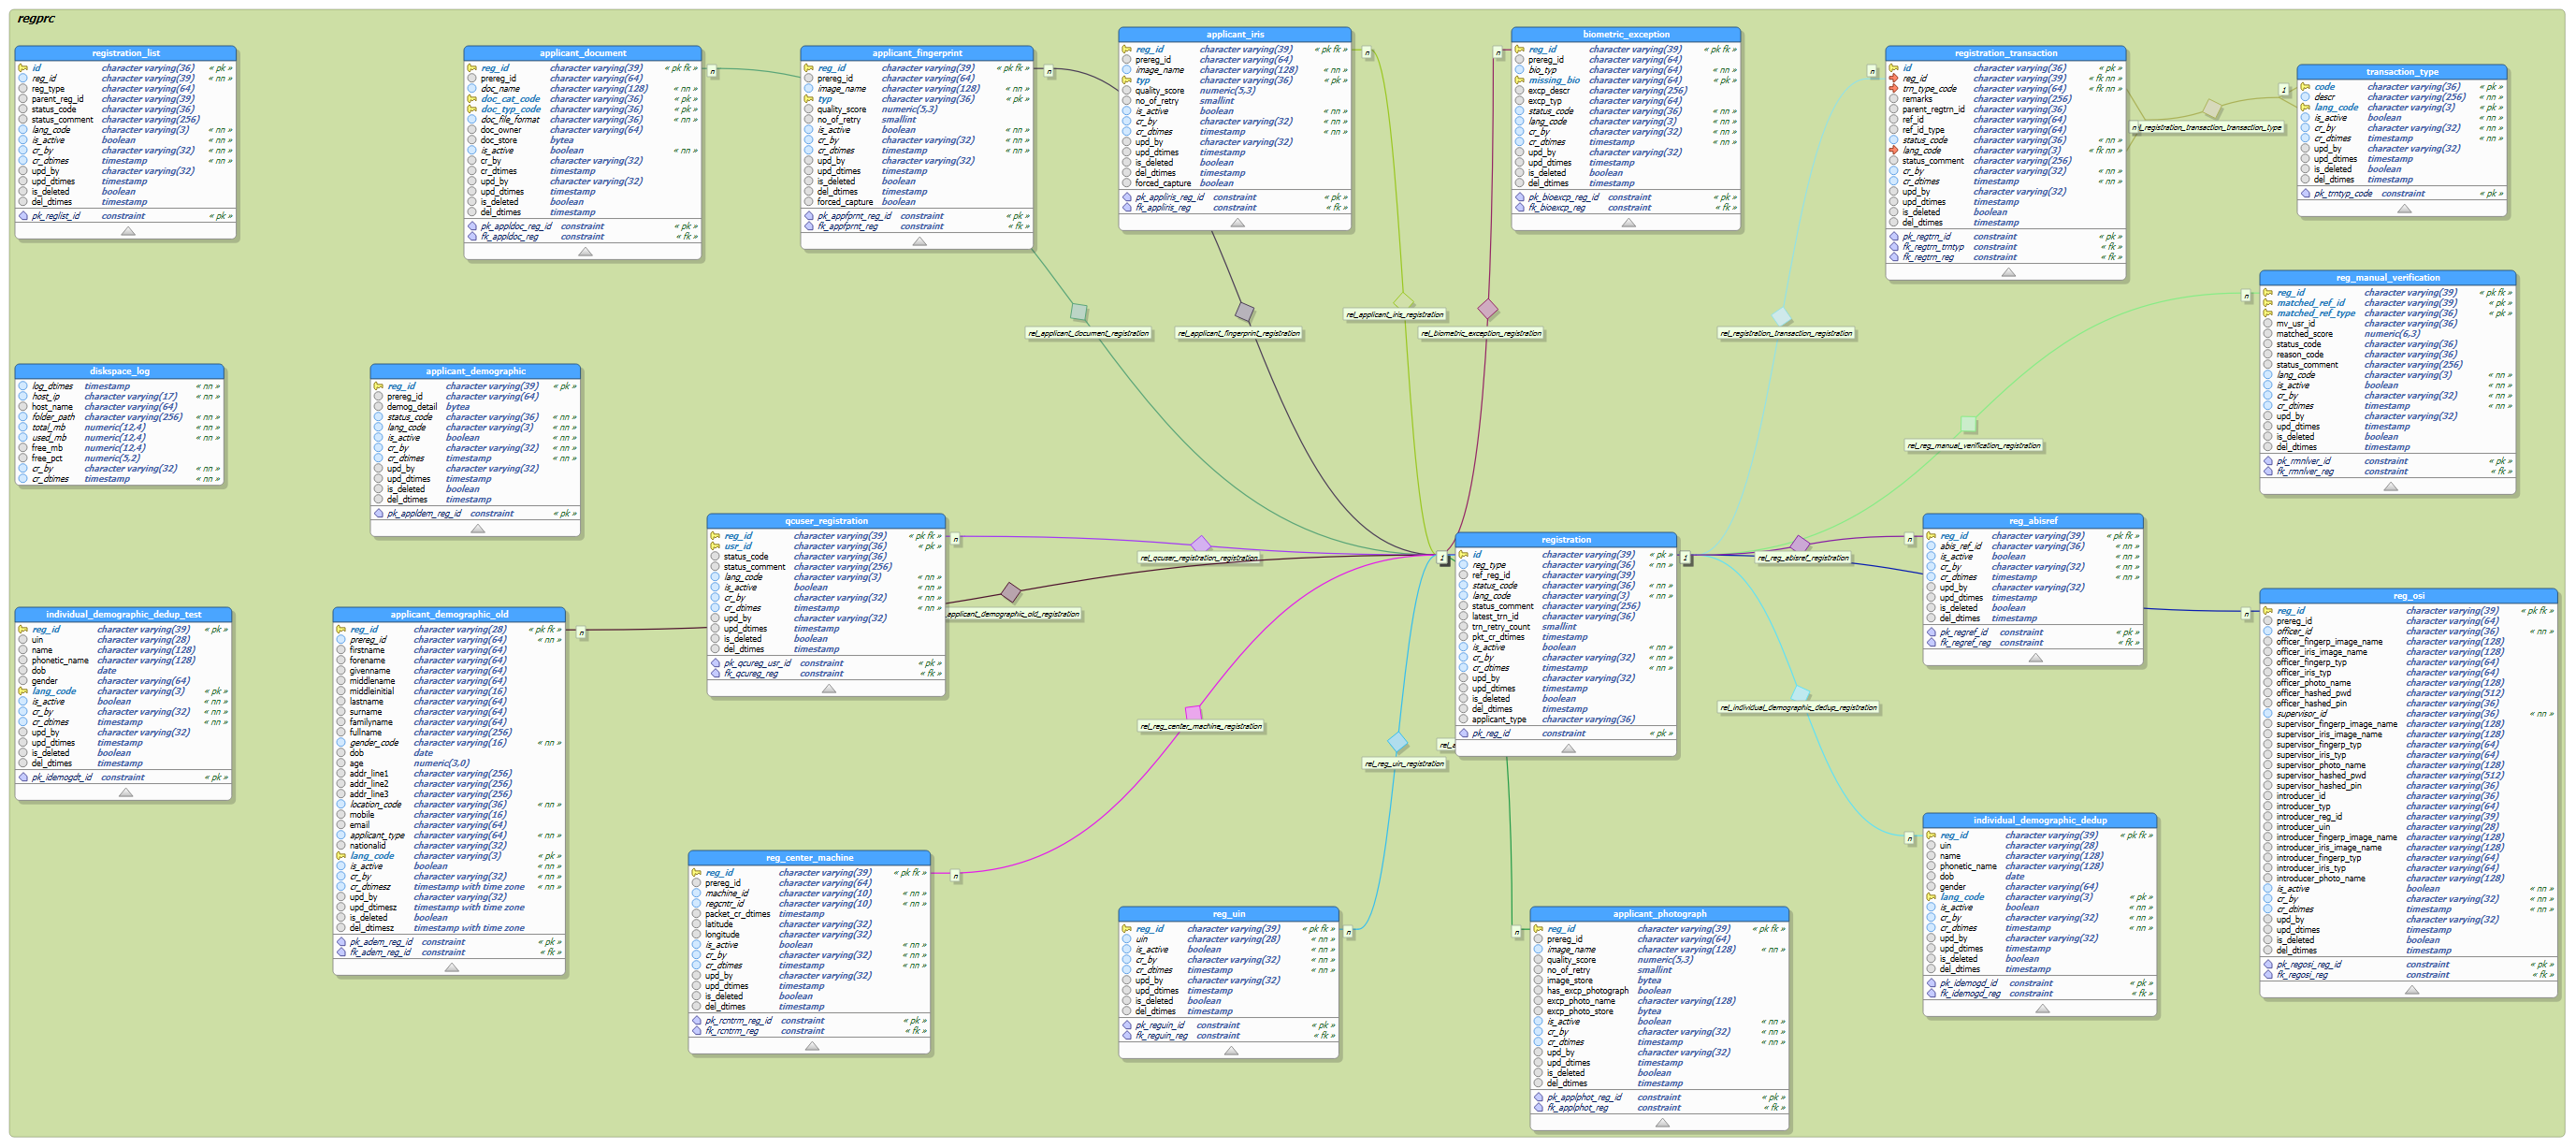 regprc
registration_list
id character varying(36) « pk »
reg_id character varying(39) « nn »
reg_type character varying(64)
parent_reg_id character varying(39)
status_code character varying(36)
status_comment character varying(256)
lang_code character varying(3) « nn »
is_active boolean « nn »
cr_by character varying(32) « nn »
cr_dtimes timestamp « nn »
upd_by character varying(32)
upd_dtimes timestamp
is_deleted boolean
del_dtimes timestamp
pk_reglist_id constraint « pk »
applicant_document
reg_id character varying(39) « pk fk »
prereg_id character varying(64)
doc_name character varying(128) « nn »
doc_cat_code character varying(36) « pk »
doc_typ_code character varying(36) « pk »
doc_file_format character varying(36) « nn »
doc_owner character varying(64)
doc_store bytea
is_active boolean « nn »
cr_by character varying(32)
cr_dtimes timestamp
upd_by character varying(32)
upd_dtimes timestamp
is_deleted boolean
del_dtimes timestamp
pk_appldoc_reg_id constraint « pk »
fk_appldoc_reg constraint « fk »
n
applicant_fingerprint
reg_id character varying(39) « pk fk »
prereg_id character varying(64)
image_name character varying(128) « nn »
typ character varying(36) « pk »
quality_score numeric(5,3)
no_of_retry smallint
is_active boolean « nn »
cr_by character varying(32) « nn »
cr_dtimes timestamp « nn »
upd_by character varying(32)
upd_dtimes timestamp
is_deleted boolean
del_dtimes timestamp
forced_capture boolean
pk_appfprnt_reg_id constraint « pk »
fk_appfprnt_reg constraint « fk »
n
applicant_iris
reg_id character varying(39) « pk fk »
prereg_id character varying(64)
image_name character varying(128) « nn »
typ character varying(36) « pk »
quality_score numeric(5,3)
no_of_retry smallint
is_active boolean « nn »
cr_by character varying(32) « nn »
cr_dtimes timestamp « nn »
upd_by character varying(32)
upd_dtimes timestamp
is_deleted boolean
del_dtimes timestamp
forced_capture boolean
pk_appliris_reg_id constraint « pk »
fk_appliris_reg constraint « fk »
n
n
biometric_exception
reg_id character varying(39) « pk fk »
prereg_id character varying(64)
bio_typ character varying(64) « nn »
missing_bio character varying(36) « pk »
excp_descr character varying(256)
excp_typ character varying(64)
status_code character varying(36) « nn »
lang_code character varying(3) « nn »
cr_by character varying(32) « nn »
cr_dtimes timestamp « nn »
upd_by character varying(32)
upd_dtimes timestamp
is_deleted boolean
del_dtimes timestamp
pk_bioexcp_reg_id constraint « pk »
fk_bioexcp_reg constraint « fk »
n
registration_transaction
id character varying(36) « pk »
reg_id character varying(39) « fk nn »
trn_type_code character varying(64) « fk nn »
remarks character varying(256)
parent_regtrn_id character varying(36)
ref_id character varying(64)
ref_id_type character varying(64)
status_code character varying(36) « nn »
lang_code character varying(3) « fk nn »
status_comment character varying(256)
cr_by character varying(32) « nn »
cr_dtimes timestamp « nn »
upd_by character varying(32)
upd_dtimes timestamp
is_deleted boolean
del_dtimes timestamp
pk_regtrn_id constraint « pk »
fk_regtrn_trntyp constraint « fk »
fk_regtrn_reg constraint « fk »
n
l_registration_transaction_transaction_type
1
transaction_type
code character varying(36) « pk »
descr character varying(256) « nn »
lang_code character varying(3) « pk »
is_active boolean « nn »
cr_by character varying(32) « nn »
cr_dtimes timestamp « nn »
upd_by character varying(32)
upd_dtimes timestamp
is_deleted boolean
del_dtimes timestamp
pk_trntyp_code constraint « pk »
rel_applicant_document_registration
rel_applicant_fingerprint_registration
rel_applicant_iris_registration
rel_biometric_exception_registration
rel_registration_transaction_registration
n
reg_manual_verification
reg_id character varying(39) « pk fk »
matched_ref_id character varying(39) « pk »
matched_ref_type character varying(36) « pk »
mv_usr_id character varying(36)
matched_score numeric(6,3)
status_code character varying(36)
reason_code character varying(36)
status_comment character varying(256)
lang_code character varying(3) « nn »
is_active boolean « nn »
cr_by character varying(32) « nn »
cr_dtimes timestamp « nn »
upd_by character varying(32)
upd_dtimes timestamp
is_deleted boolean
del_dtimes timestamp
pk_rmnlver_id constraint « pk »
fk_rmnlver_reg constraint « fk »
rel_reg_manual_verification_registration
diskspace_log
log_dtimes timestamp « nn »
host_ip character varying(17) « nn »
host_name character varying(64)
folder_path character varying(256) « nn »
total_mb numeric(12,4) « nn »
used_mb numeric(12,4) « nn »
free_mb numeric(12,4)
free_pct numeric(5,2)
cr_by character varying(32) « nn »
cr_dtimes timestamp « nn »
applicant_demographic
reg_id character varying(39) « pk »
prereg_id character varying(64)
demog_detail bytea
status_code character varying(36) « nn »
lang_code character varying(3) « nn »
is_active boolean « nn »
cr_by character varying(32) « nn »
cr_dtimes timestamp « nn »
upd_by character varying(32)
upd_dtimes timestamp
is_deleted boolean
del_dtimes timestamp
pk_appldem_reg_id constraint « pk »
qcuser_registration
reg_id character varying(39) « pk fk »
usr_id character varying(36) « pk »
status_code character varying(36)
status_comment character varying(256)
lang_code character varying(3) « nn »
is_active boolean « nn »
cr_by character varying(32) « nn »
cr_dtimes timestamp « nn »
upd_by character varying(32)
upd_dtimes timestamp
is_deleted boolean
del_dtimes timestamp
pk_qcureg_usr_id constraint « pk »
fk_qcureg_reg constraint « fk »
n
rel_qcuser_registration_registration
applicant_demographic_old_registration
rel_reg_center_machine_registration
1
registration
id character varying(39) « pk »
reg_type character varying(36) « nn »
ref_reg_id character varying(39)
status_code character varying(36) « nn »
lang_code character varying(3) « nn »
status_comment character varying(256)
latest_trn_id character varying(36)
trn_retry_count smallint
pkt_cr_dtimes timestamp
is_active boolean « nn »
cr_by character varying(32) « nn »
cr_dtimes timestamp « nn »
upd_by character varying(32)
upd_dtimes timestamp
is_deleted boolean
del_dtimes timestamp
applicant_type character varying(36)
pk_reg_id constraint « pk »
1
rel_a
rel_reg_uin_registration
rel_reg_abisref_registration
n
reg_abisref
reg_id character varying(39) « pk fk »
abis_ref_id character varying(36) « nn »
is_active boolean « nn »
cr_by character varying(32) « nn »
cr_dtimes timestamp « nn »
upd_by character varying(32)
upd_dtimes timestamp
is_deleted boolean
del_dtimes timestamp
pk_regref_id constraint « pk »
fk_regref_reg constraint « fk »
rel_individual_demographic_dedup_registration
n
reg_osi
reg_id character varying(39) « pk fk »
prereg_id character varying(64)
officer_id character varying(36) « nn »
officer_fingerp_image_name character varying(128)
officer_iris_image_name character varying(128)
officer_fingerp_typ character varying(64)
officer_iris_typ character varying(64)
officer_photo_name character varying(128)
officer_hashed_pwd character varying(512)
officer_hashed_pin character varying(36)
supervisor_id character varying(36) « nn »
supervisor_fingerp_image_name character varying(128)
supervisor_iris_image_name character varying(128)
supervisor_fingerp_typ character varying(64)
supervisor_iris_typ character varying(64)
supervisor_photo_name character varying(128)
supervisor_hashed_pwd character varying(512)
supervisor_hashed_pin character varying(36)
introducer_id character varying(36)
introducer_typ character varying(64)
introducer_reg_id character varying(39)
introducer_uin character varying(28)
introducer_fingerp_image_name character varying(128)
introducer_iris_image_name character varying(128)
introducer_fingerp_typ character varying(64)
introducer_iris_typ character varying(64)
introducer_photo_name character varying(128)
is_active boolean « nn »
cr_by character varying(32) « nn »
cr_dtimes timestamp « nn »
upd_by character varying(32)
upd_dtimes timestamp
is_deleted boolean
del_dtimes timestamp
pk_regosi_reg_id constraint « pk »
fk_regosi_reg constraint « fk »
individual_demographic_dedup_test
reg_id character varying(39) « pk »
uin character varying(28)
name character varying(128)
phonetic_name character varying(128)
dob date
gender character varying(64)
lang_code character varying(3) « pk »
is_active boolean « nn »
cr_by character varying(32) « nn »
cr_dtimes timestamp « nn »
upd_by character varying(32)
upd_dtimes timestamp
is_deleted boolean
del_dtimes timestamp
pk_idemogdt_id constraint « pk »
applicant_demographic_old
reg_id character varying(28) « pk fk »
prereg_id character varying(64) « nn »
firstname character varying(64)
forename character varying(64)
givenname character varying(64)
middlename character varying(64)
middleinitial character varying(16)
lastname character varying(64)
surname character varying(64)
familyname character varying(64)
fullname character varying(256)
gender_code character varying(16) « nn »
dob date
age numeric(3,0)
addr_line1 character varying(256)
addr_line2 character varying(256)
addr_line3 character varying(256)
location_code character varying(36) « nn »
mobile character varying(16)
email character varying(64)
applicant_type character varying(64) « nn »
nationalid character varying(32)
lang_code character varying(3) « pk »
is_active boolean « nn »
cr_by character varying(32) « nn »
cr_dtimesz timestamp with time zone « nn »
upd_by character varying(32)
upd_dtimesz timestamp with time zone
is_deleted boolean
del_dtimesz timestamp with time zone
pk_adem_reg_id constraint « pk »
fk_adem_reg_id constraint « fk »
n
reg_center_machine
reg_id character varying(39) « pk fk »
prereg_id character varying(64)
machine_id character varying(10) « nn »
regcntr_id character varying(10) « nn »
packet_cr_dtimes timestamp
latitude character varying(32)
longitude character varying(32)
is_active boolean « nn »
cr_by character varying(32) « nn »
cr_dtimes timestamp « nn »
upd_by character varying(32)
upd_dtimes timestamp
is_deleted boolean
del_dtimes timestamp
pk_rcntrm_reg_id constraint « pk »
fk_rcntrm_reg constraint « fk »
n
reg_uin
reg_id character varying(39) « pk fk »
uin character varying(28) « nn »
is_active boolean « nn »
cr_by character varying(32) « nn »
cr_dtimes timestamp « nn »
upd_by character varying(32)
upd_dtimes timestamp
is_deleted boolean
del_dtimes timestamp
pk_reguin_id constraint « pk »
fk_reguin_reg constraint « fk »
n
n
applicant_photograph
reg_id character varying(39) « pk fk »
prereg_id character varying(64)
image_name character varying(128) « nn »
quality_score numeric(5,3)
no_of_retry smallint
image_store bytea
has_excp_photograph boolean
excp_photo_name character varying(128)
excp_photo_store bytea
is_active boolean « nn »
cr_by character varying(32) « nn »
cr_dtimes timestamp « nn »
upd_by character varying(32)
upd_dtimes timestamp
is_deleted boolean
del_dtimes timestamp
pk_applphot_reg_id constraint « pk »
fk_applphot_reg constraint « fk »
n
individual_demographic_dedup
reg_id character varying(39) « pk fk »
uin character varying(28)
name character varying(128)
phonetic_name character varying(128)
dob date
gender character varying(64)
lang_code character varying(3) « pk »
is_active boolean « nn »
cr_by character varying(32) « nn »
cr_dtimes timestamp « nn »
upd_by character varying(32)
upd_dtimes timestamp
is_deleted boolean
del_dtimes timestamp
pk_idemogd_id constraint « pk »
fk_idemogd_reg constraint « fk »